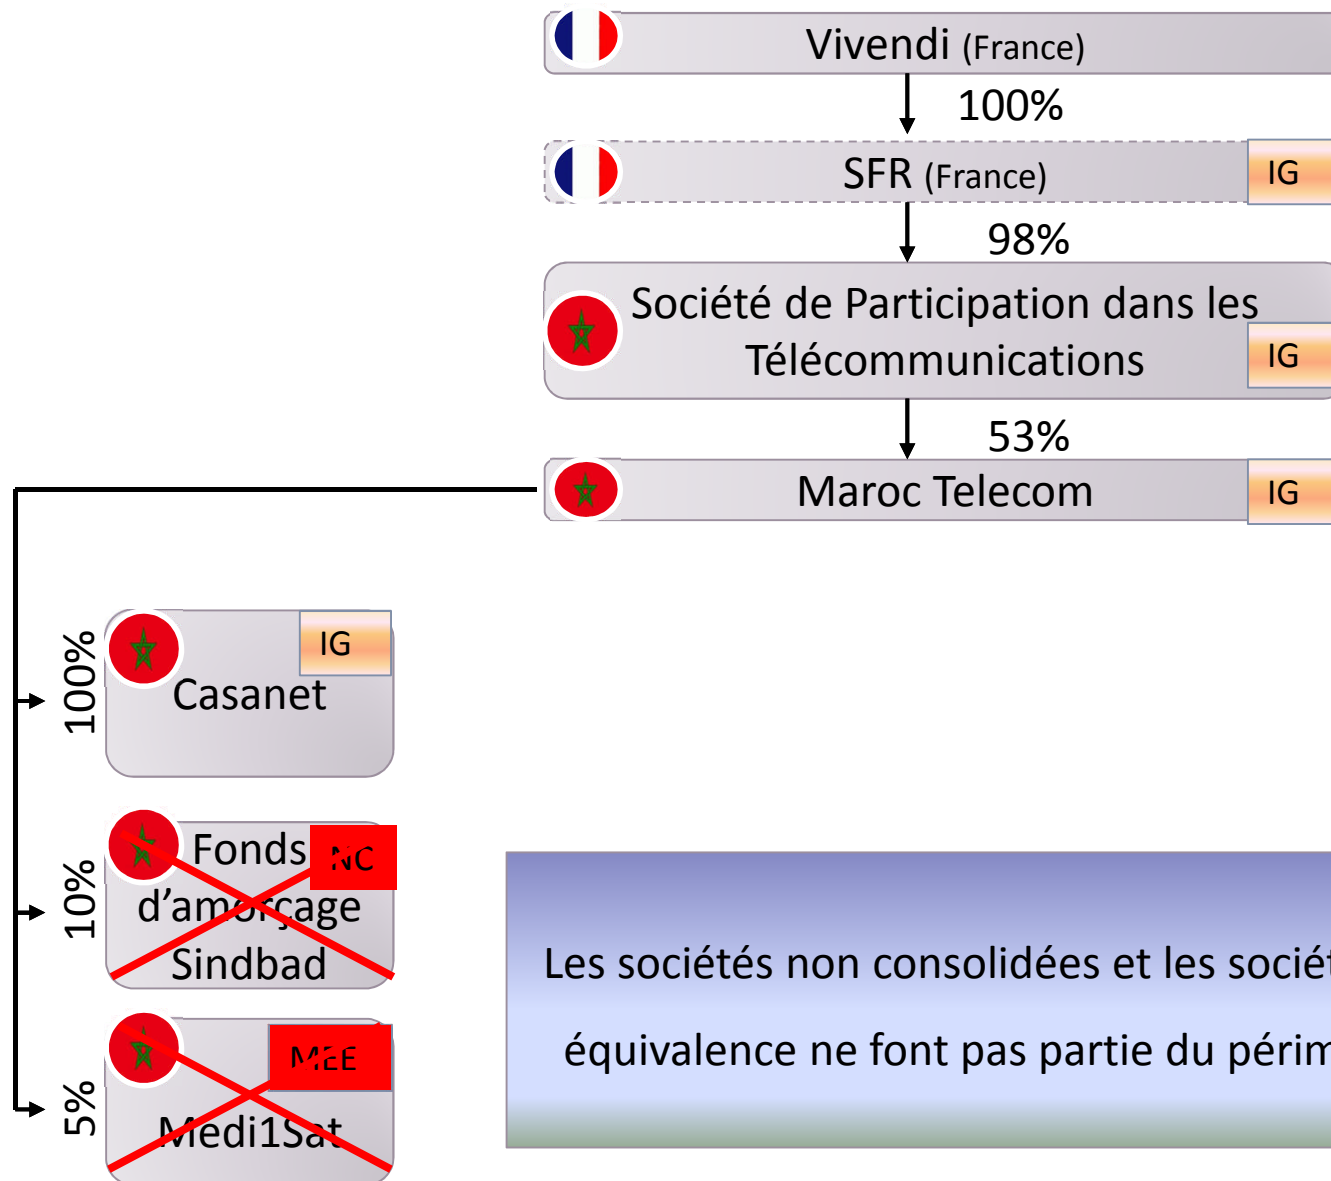 Vivendi (France)
100%
SFR (France)
IG
98%
Société de Participation dans les
Télécommunications
IG
53%
Maroc Telecom
IG
100%
IG
Casanet
10%
Fonds
NC
d’amorçage
Sindbad
5%
MEE
Medi1Sat
Les sociétés non consolidées et les sociét
équivalence ne font pas partie du périm